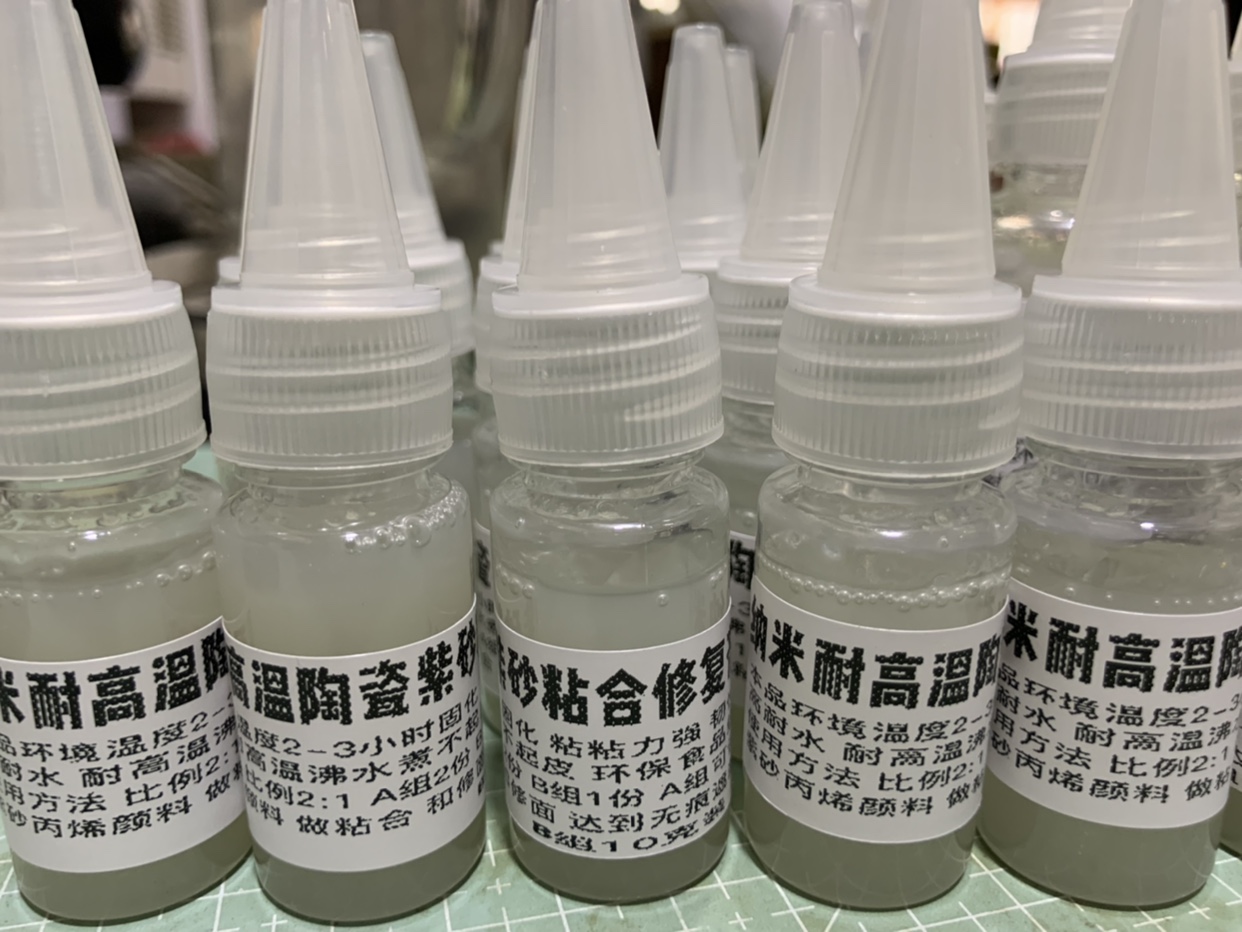 米耐高温陶
品环境温度2-
耐水 耐高温沸
用方法 比例2:
砂丙烯颜料 做
高温陶瓷紫砂
温度2-3小时固化
高温沸水煮不起
比例2:1 A组2份
料 做粘合 和修
砂粘合修复
固化 粘粘力强
不起皮 环保食品
份 B组1份 A组可
修面 达到无痕
B组10克
纳米耐高温陶
本品环境温度2-3
高耐水 耐高温沸
使用方法 比例2:1
砂丙烯颜料 做粘
米耐高温陶
品环境温度2-3
耐水 耐高温沸
用方法 比例2:1
砂丙烯颜料 做粘